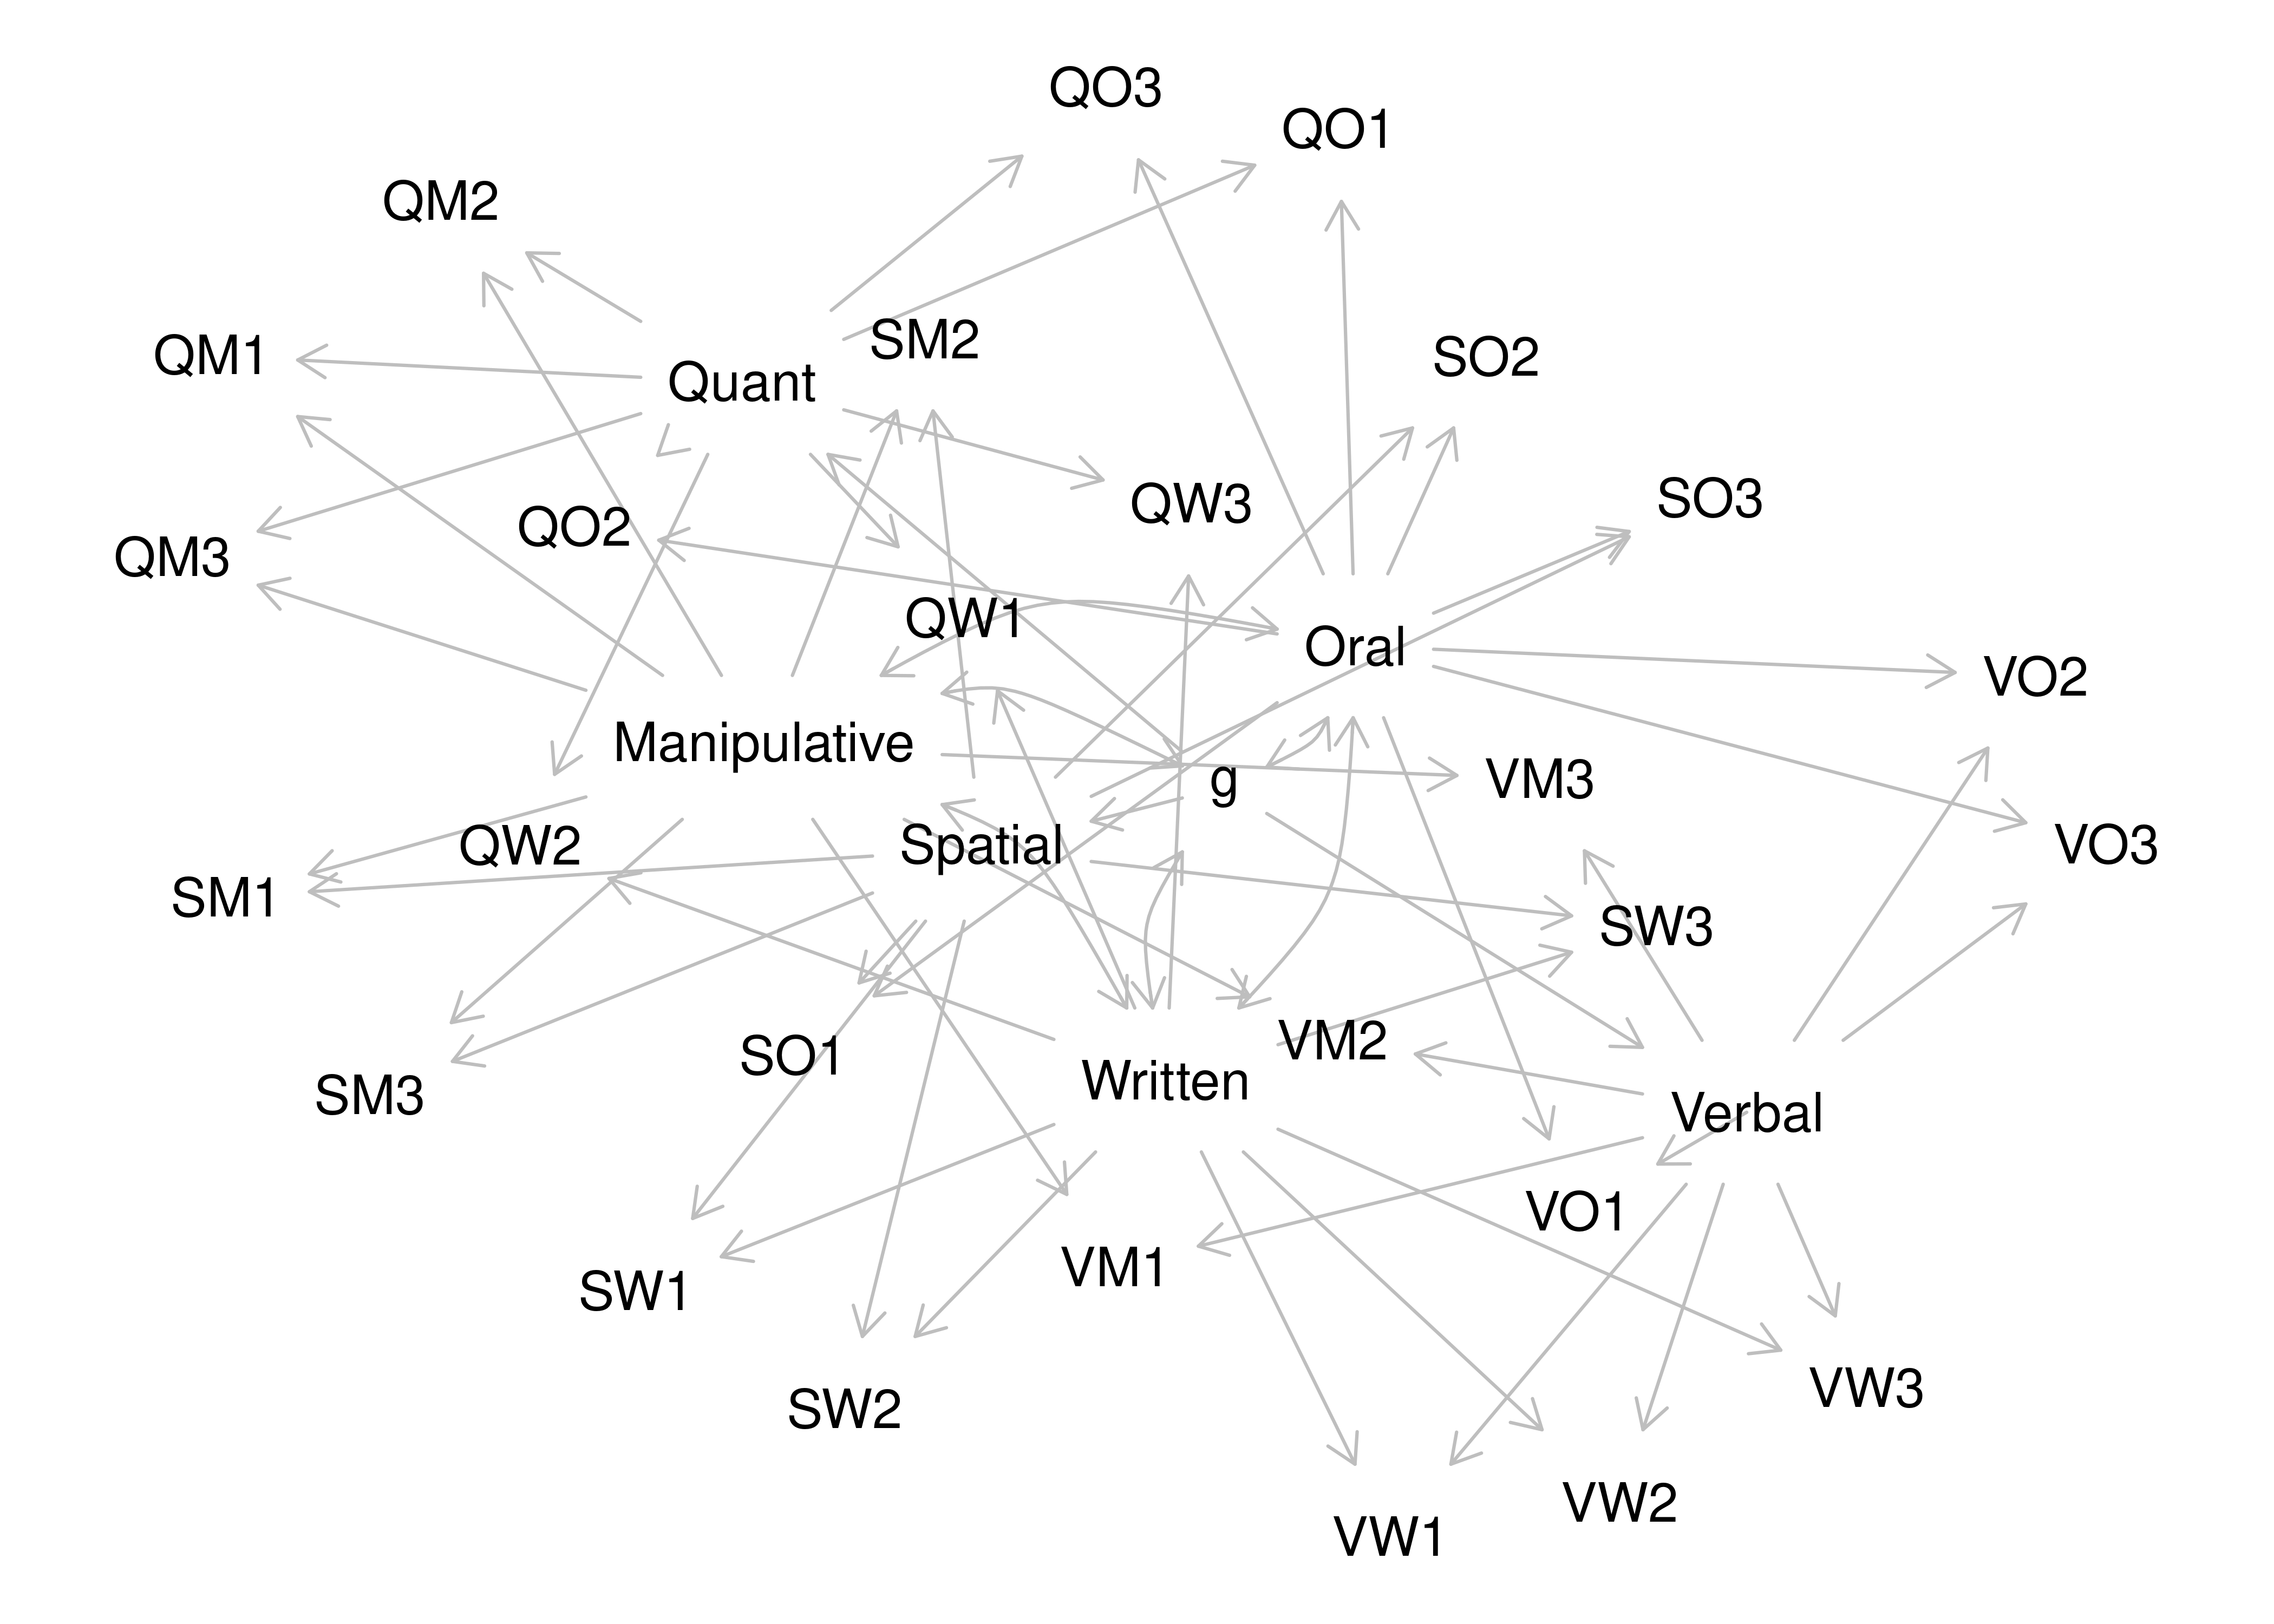 QO3
QO1
QM2
SM2
QM1
SO2
Quant
SO3
QW3
QO2
QM3
QW1
Oral
VO2
Manipulative
VM3
g
QW2
Spatial
VO3
SM1
SW3
VM2
SO1
Written
SM3
Verbal
VO1
VM1
SW1
VW3
SW2
VW2
VW1